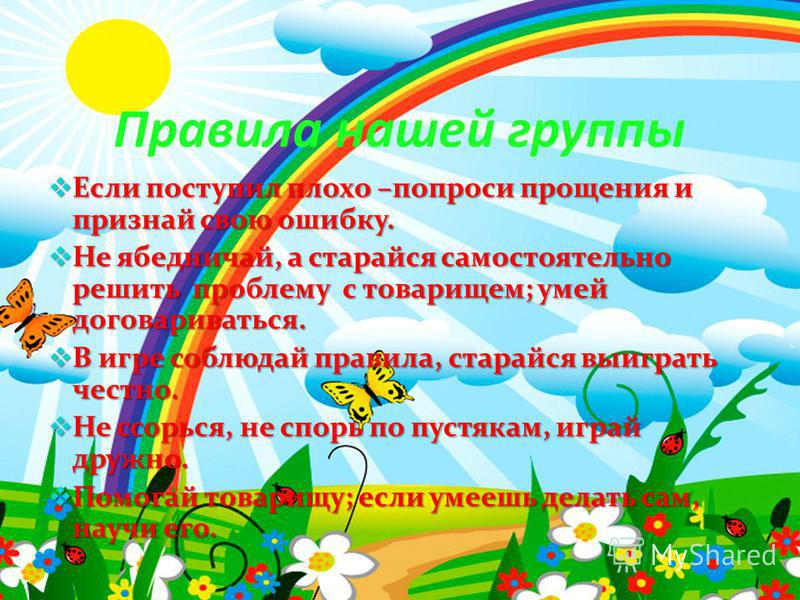 Правила нашей группы
❖ Если поступил плохо –попроси прощения и
признай свою ошибку.
❖ Не ябедничай, а старайся самостоятельно
решить проблему с товарищем; умей
договариваться.
❖ В игре соблюдай правила, старайся выиграть
честно.
❖ Не ссорься, не спорь по пустякам, играй
дружно.
❖ Помогай товарищу; если умеешь делать сам,
научи его.
MyShared